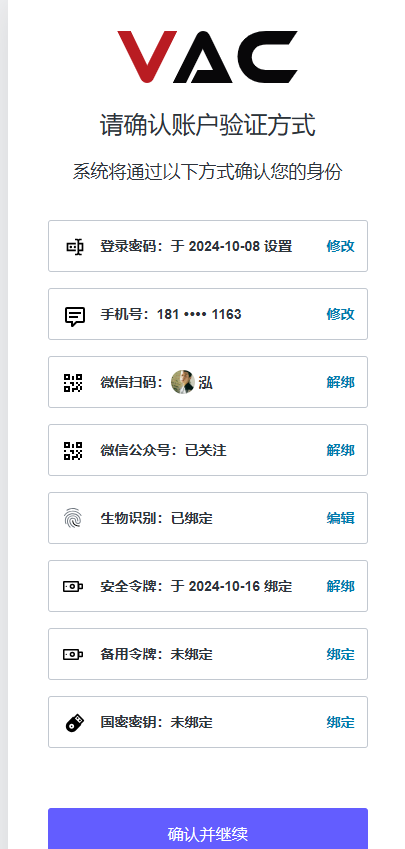 VAC
请确认账户验证方式
系统将通过以下方式确认您的身份
登录密码：于 2024-10-08 设置 修改
手机号：181 •••• 1163 修改
微信扫码： 泓 解绑
微信公众号：已关注 解绑
生物识别：已绑定 编辑
安全令牌：于 2024-10-16 绑定 解绑
备用令牌：未绑定 绑定
国密密钥：未绑定 绑定
确认并继续